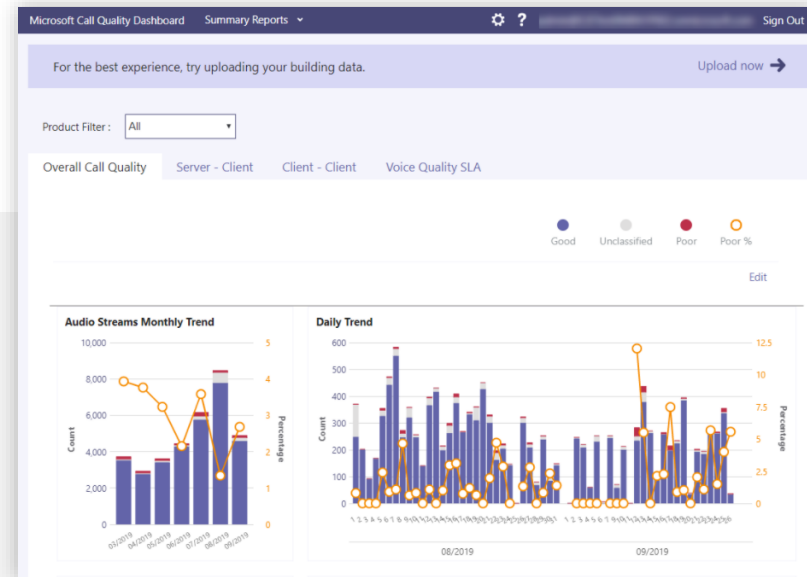 Microsoft Call Quality Dashboard Summary Reports ? Sign Out
For the best experience, try uploading your building data. Upload now
Product Filter : All
Overall Call Quality Server - Client Client - Client Voice Quality SLA
Good Unclassified Poor Poor %
Edit
Audio Streams Monthly Trend
10,000 5
8,000 4
6,000 3
4,000 2
2,000 1
0 0
Count
Percentage
03/2019 04/2019 05/2019 06/2019 07/2019 08/2019 09/2019
Daily Trend
600 12.5
500 10
400 7.5
300 5
200 2.5
100 0
0
Count
Percentage
08/2019 09/2019